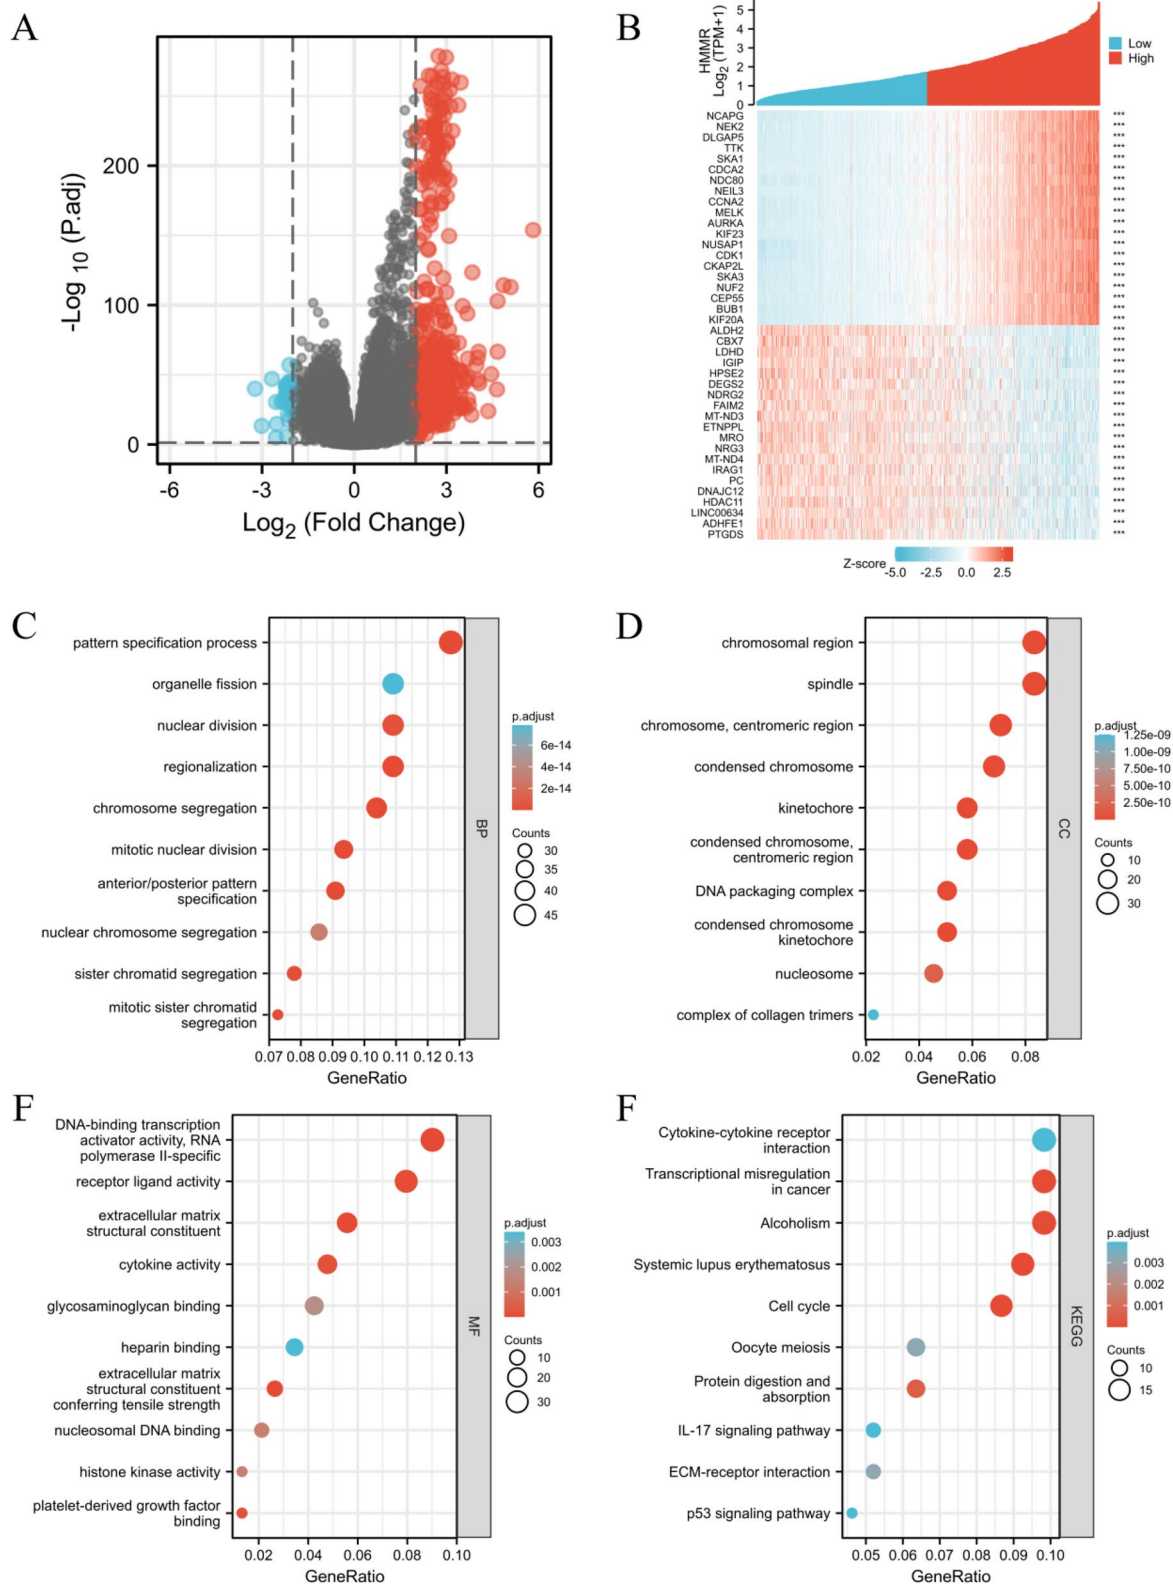 A
200
100
0
-Log 10 (P.adj)
-6 -3 0 3 6
Log2 (Fold Change)
B
HMMR
Log2 (TPM+1)
5
4
3
2
1
0
Low
High
NCAPG ***
NEK2 ***
DLGAP5 ***
TTK ***
SKA1 ***
CDCA2 ***
NDC80 ***
NEIL3 ***
CCNA2 ***
MELK ***
AURKA ***
KIF23 ***
NUSAP1 ***
CDK1 ***
CKAP2L ***
SKA3 ***
NUF2 ***
CEP55 ***
BUB1 ***
KIF20A ***
ALDH2 ***
CBX7 ***
LDHD ***
IGIP ***
HPSE2 ***
DEGS2 ***
NDRG2 ***
FAIM2 ***
MT-ND3 ***
ETNPPL ***
MRO ***
NRG3 ***
MT-ND4 ***
IRAG1 ***
PC ***
DNAJC12 ***
HDAC11 ***
LINC00634 ***
ADHFE1 ***
PTGDS ***
Z-score
-5.0 -2.5 0.0 2.5
C
pattern specification process
organelle fission
nuclear division
regionalization
chromosome segregation
mitotic nuclear division
anterior/posterior pattern
specification
nuclear chromosome segregation
sister chromatid segregation
mitotic sister chromatid
segregation
0.07 0.08 0.09 0.10 0.11 0.12 0.13
GeneRatio
BP
p.adjust
6e-14
4e-14
2e-14
Counts
30
35
40
45
D
chromosomal region
spindle
chromosome, centromeric region
condensed chromosome
kinetochore
condensed chromosome,
centromeric region
DNA packaging complex
condensed chromosome
kinetochore
nucleosome
complex of collagen trimers
0.02 0.04 0.06 0.08
GeneRatio
CC
p.adjust
1.25e-09
1.00e-09
7.50e-10
5.00e-10
2.50e-10
Counts
10
20
30
F
DNA-binding transcription
activator activity, RNA
polymerase II-specific
receptor ligand activity
extracellular matrix
structural constituent
cytokine activity
glycosaminoglycan binding
heparin binding
extracellular matrix
structural constituent
conferring tensile strength
nucleosomal DNA binding
histone kinase activity
platelet-derived growth factor
binding
0.02 0.04 0.06 0.08 0.10
GeneRatio
MF
p.adjust
0.003
0.002
0.001
Counts
10
20
30
F
Cytokine-cytokine receptor
interaction
Transcriptional misregulation
in cancer
Alcoholism
Systemic lupus erythematosus
Cell cycle
Oocyte meiosis
Protein digestion and
absorption
IL-17 signaling pathway
ECM-receptor interaction
p53 signaling pathway
0.05 0.06 0.07 0.08 0.09 0.10
GeneRatio
KEGG
p.adjust
0.003
0.002
0.001
Counts
10
15